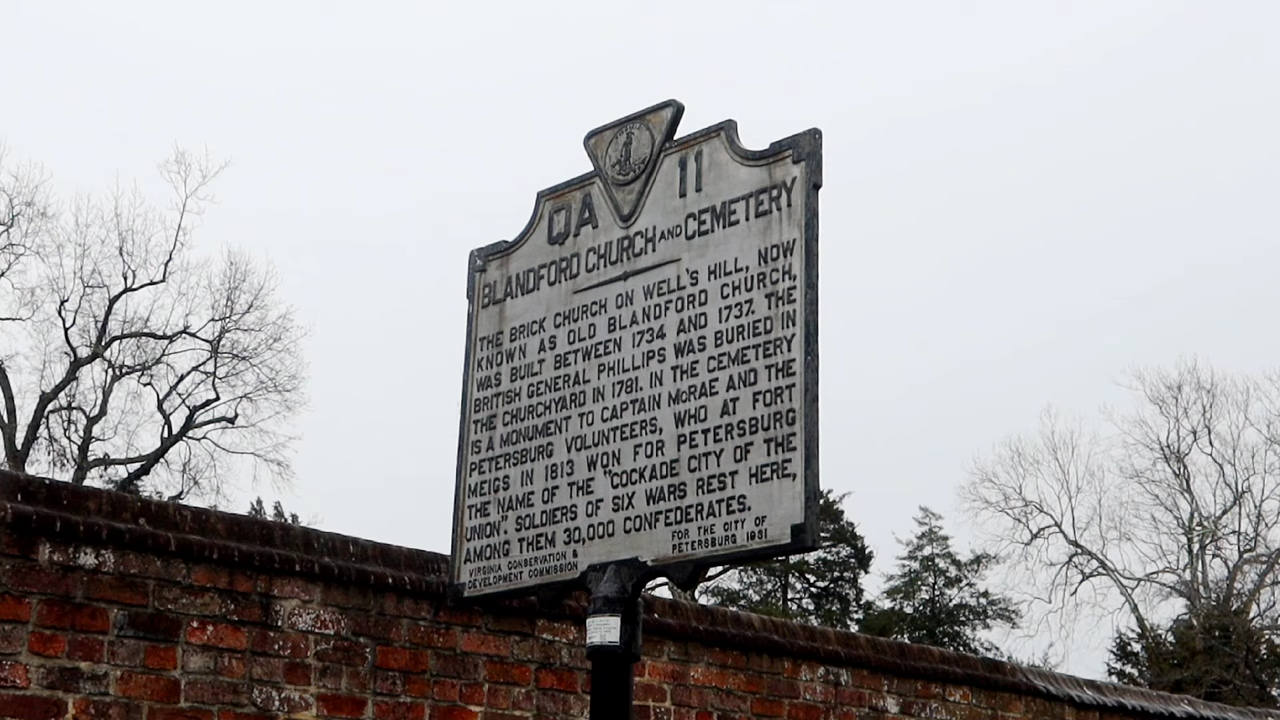 QA 11
BLANDFORD CHURCH AND CEMETERY
THE BRICK CHURCH ON WELL'S HILL, NOW
KNOWN AS OLD BLANDFORD CHURCH,
WAS BUILT BETWEEN 1734 AND 1737. THE
BRITISH GENERAL PHILLIPS WAS BURIED IN
THE CHURCHYARD IN 1781. IN THE CEMETERY
IS A MONUMENT TO CAPTAIN McRAE AND THE
PETERSBURG VOLUNTEERS, WHO AT FORT
MEIGS IN 1813 WON FOR PETERSBURG
THE NAME OF THE "COCKADE CITY OF THE
UNION." SOLDIERS OF SIX WARS REST HERE,
AMONG THEM 30,000 CONFEDERATES.
VIRGINIA CONSERVATION &
DEVELOPMENT COMMISSION
FOR THE CITY OF
PETERSBURG 1951